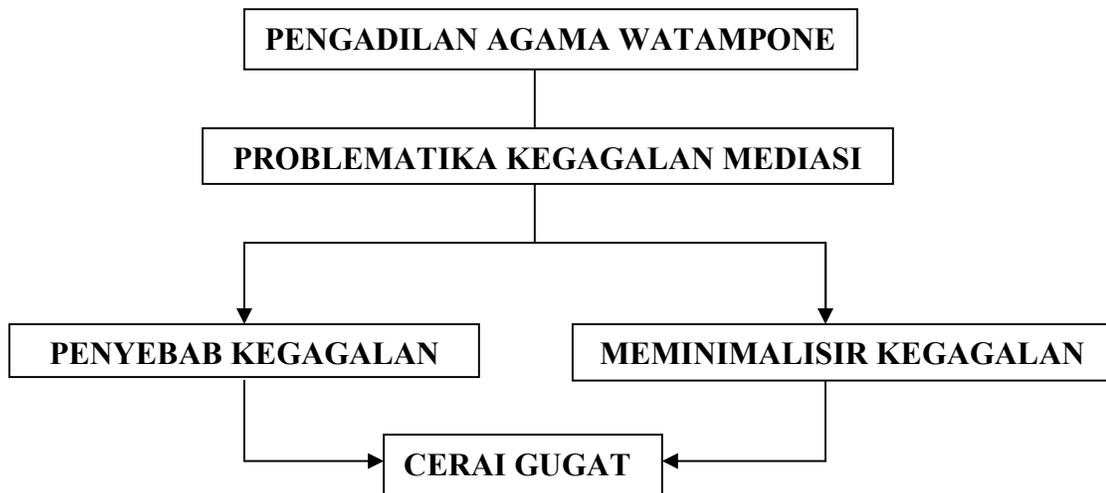 PENGADILAN AGAMA WATAMPONE
PROBLEMATIKA KEGAGALAN MEDIASI
PENYEBAB KEGAGALAN
MEMINIMALISIR KEGAGALAN
CERAI GUGAT